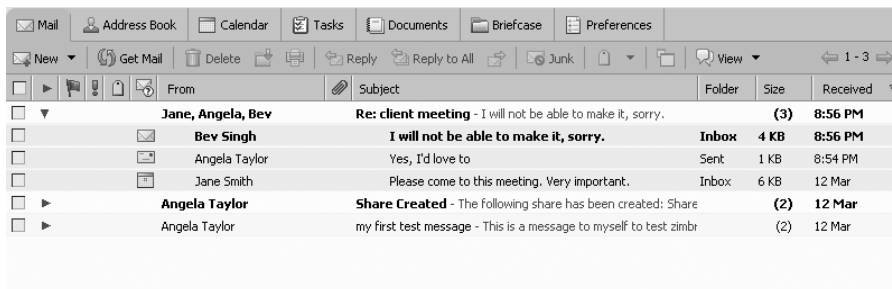 Mail Address Book Calendar Tasks Documents Briefcase Preferences
New Get Mail Delete Reply Reply to All Junk View 1 - 3
From Subject Folder Size Received
Jane, Angela, Bev Re: client meeting - I will not be able to make it, sorry. (3) 8:56 PM
Bev Singh I will not be able to make it, sorry. Inbox 4 KB 8:56 PM
Angela Taylor Yes, I'd love to Sent 1 KB 8:54 PM
Jane Smith Please come to this meeting. Very important. Inbox 6 KB 12 Mar
Angela Taylor Share Created - The following share has been created: Share (2) 12 Mar
Angela Taylor my first test message - This is a message to myself to test zimbr (2) 12 Mar